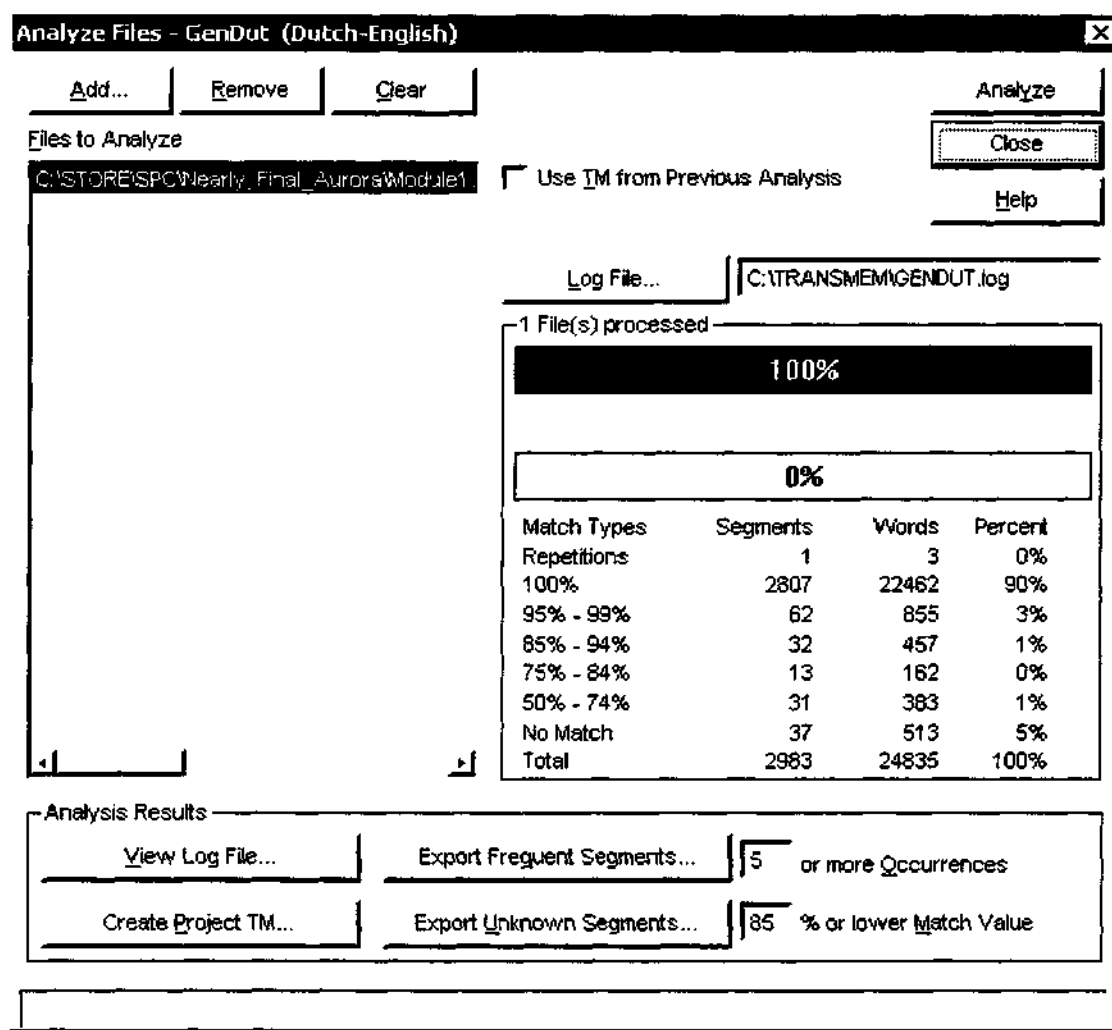 Analyze Files - GenDut (Dutch-English)
Add... Remove Clear Analyze
Files to Analyze Close
C:\STORE\SPC\Nearly_Final_Aurora\Module1. Use TM from Previous Analysis
Help
Log File... C:\TRANSMEM\GENDUT.log
1 File(s) processed
100%
0%
Match Types Segments Words Percent
Repetitions 1 3 0%
100% 2807 22462 90%
95% - 99% 62 855 3%
85% - 94% 32 457 1%
75% - 84% 13 162 0%
50% - 74% 31 383 1%
No Match 37 513 5%
Total 2983 24835 100%
Analysis Results
View Log File... Export Frequent Segments... 5 or more Occurrences
Create Project TM... Export Unknown Segments... 85 % or lower Match Value